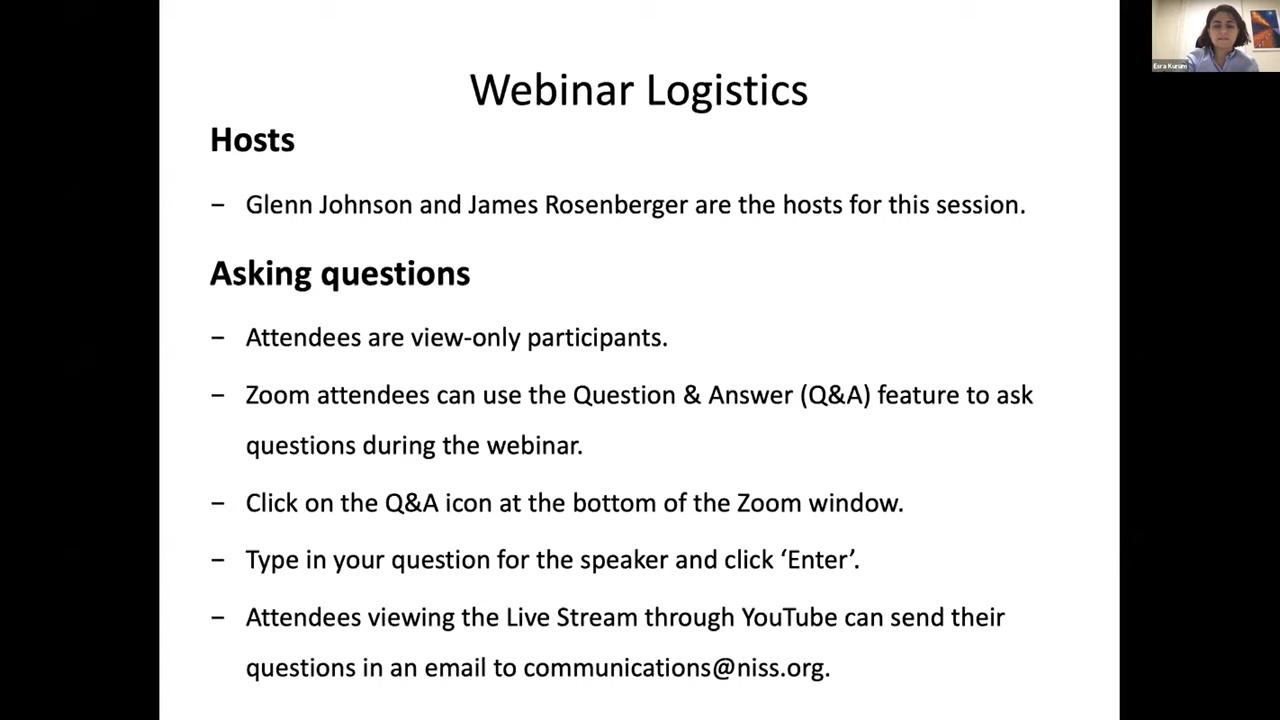 Webinar Logistics
Hosts
– Glenn Johnson and James Rosenberger are the hosts for this session.
Asking questions
– Attendees are view-only participants.
– Zoom attendees can use the Question & Answer (Q&A) feature to ask
questions during the webinar.
– Click on the Q&A icon at the bottom of the Zoom window.
– Type in your question for the speaker and click ‘Enter’.
– Attendees viewing the Live Stream through YouTube can send their
questions in an email to communications@niss.org.
Esra Kurum